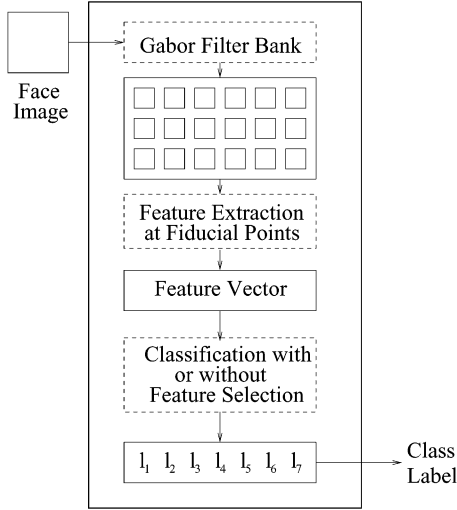 Face
Image
Gabor Filter Bank
Feature Extraction
at Fiducial Points
Feature Vector
Classification with
or without
Feature Selection
l₁ l₂ l₃ l₄ l₅ l₆ l₇
Class
Label